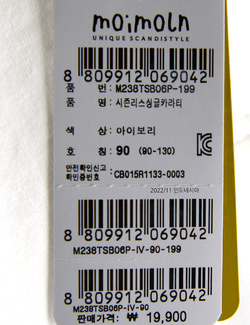 moimoln
UNIQUE SCANDISTYLE
8 809912 069042
품 번: M238TSB06P-199
품 명: 시즌리스싱글카라티
색 상: 아이보리
호 칭: 90 (90-130)
안전확인신고
확인증번호 : CB015R1133-0003
2022/11 인도네시아
8 809912 069042
M238TSB06P-IV-90-199
8 809912 069042
M238TSB06P-IV-90
판매가격: ₩ 19,900